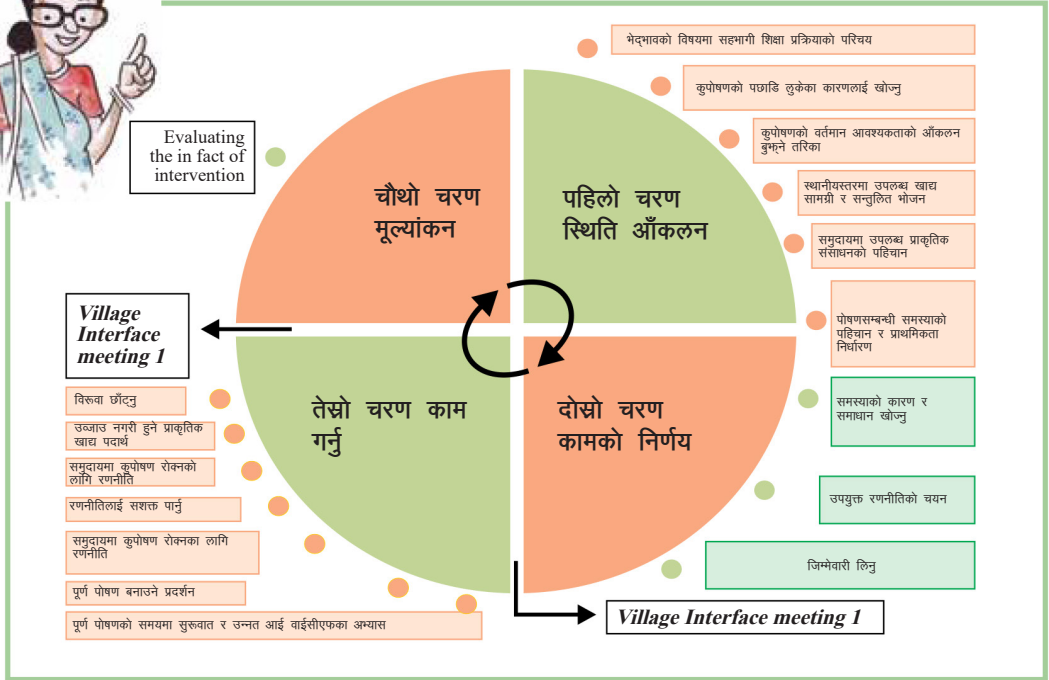 भेद्भावको विषयमा सहभागी शिक्षा प्रक्रियाको परिचय
कुपोषणको पछाडि लुकेका कारणलाई खोज्नु
कुपोषणको वर्तमान आवश्यकताको आँकलन
बुझ्ने तरिका
स्थानीयस्तरमा उपलब्ध खाद्य
सामग्री र सन्तुलित भोजन
समुदायमा उपलब्ध प्राकृतिक
संसाधनको पहिचान
पोषणसम्बन्धी समस्याको
पहिचान र प्राथमिकता
निर्धारण
समस्याको कारण र
समाधान खोज्नु
उपयुक्त रणनीतिको चयन
जिम्मेवारी लिनु
पहिलो चरण
स्थिति आँकलन
दोस्रो चरण
कामको निर्णय
Village Interface meeting 1
तेस्रो चरण काम
गर्नु
चौथो चरण
मूल्यांकन
Evaluating
the in fact of
intervention
Village
Interface
meeting 1
विरूवा छाँट्नु
उब्जाउ नगरी हुने प्राकृतिक
खाद्य पदार्थ
समुदायमा कुपोषण रोक्नको
लागि रणनीति
रणनीतिलाई सशक्त पार्नु
समुदायमा कुपोषण रोक्नका लागि
रणनीति
पूर्ण पोषण बनाउने प्रदर्शन
पूर्ण पोषणको समयमा सुरूवात र उन्नत आई वाईसीएफका अभ्यास